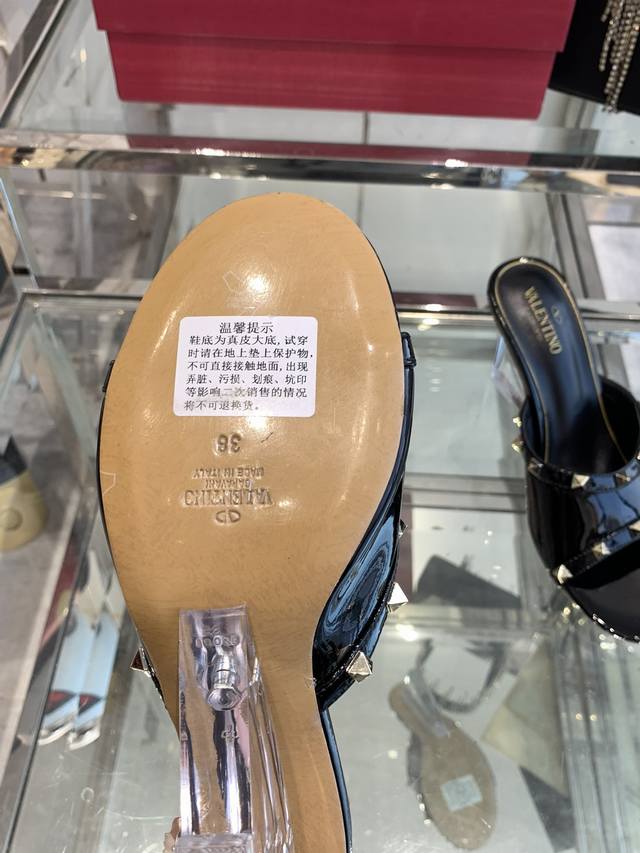 温馨提示
鞋底为真皮大底,试穿
时请在地上垫上保护物,
不可直接接触地面,出现
弄脏、污损、划痕、坑印
等影响二次销售的情况
将不可退换货。
36
MADE IN ITALY
GARAVANI
VALENTINO
VALENTINO